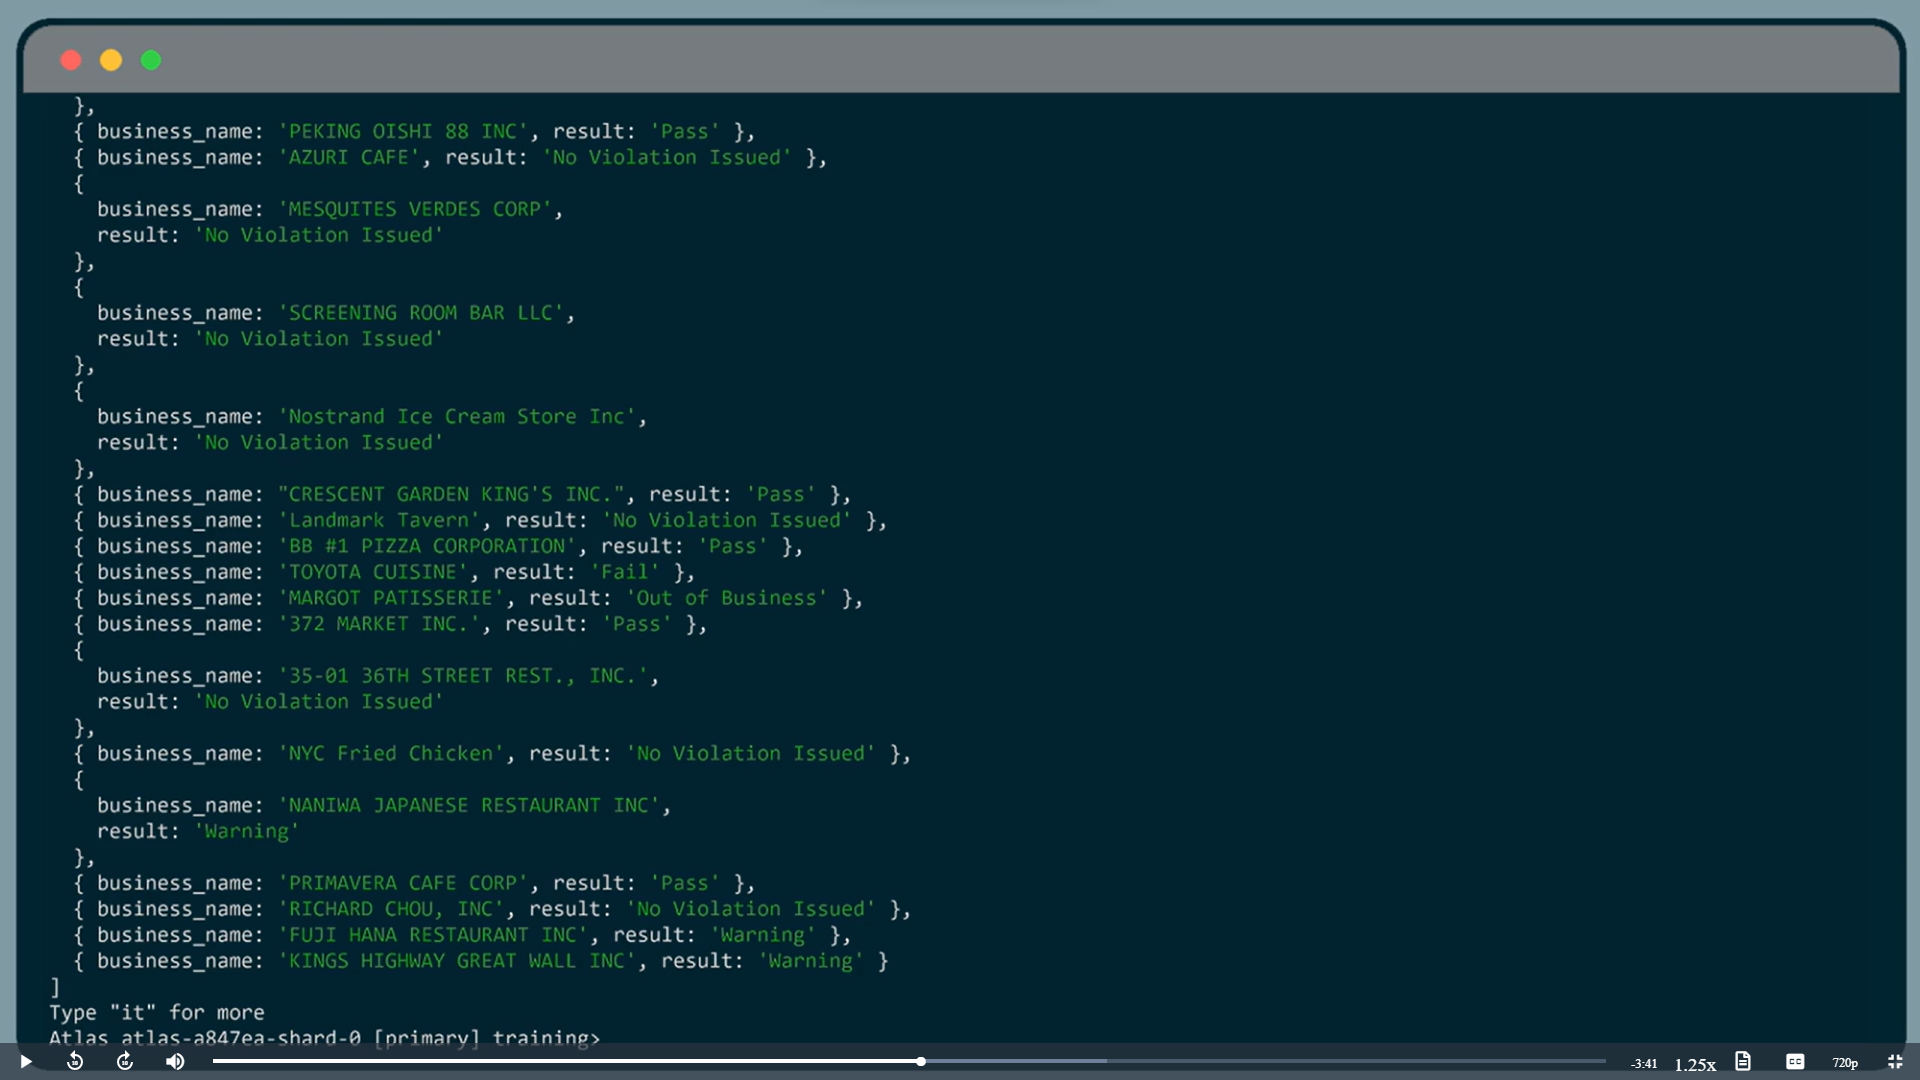 },
{ business_name: 'PEKING OISHI 88 INC', result: 'Pass' },
{ business_name: 'AZURI CAFE', result: 'No Violation Issued' },
{
business_name: 'MESQUITES VERDES CORP',
result: 'No Violation Issued'
},
{
business_name: 'SCREENING ROOM BAR LLC',
result: 'No Violation Issued'
},
{
business_name: 'Nostrand Ice Cream Store Inc',
result: 'No Violation Issued'
},
{ business_name: "CRESCENT GARDEN KING'S INC.", result: 'Pass' },
{ business_name: 'Landmark Tavern', result: 'No Violation Issued' },
{ business_name: 'BB #1 PIZZA CORPORATION', result: 'Pass' },
{ business_name: 'TOYOTA CUISINE', result: 'Fail' },
{ business_name: 'MARGOT PATISSERIE', result: 'Out of Business' },
{ business_name: '372 MARKET INC.', result: 'Pass' },
{
business_name: '35-01 36TH STREET REST., INC.',
result: 'No Violation Issued'
},
{ business_name: 'NYC Fried Chicken', result: 'No Violation Issued' },
{
business_name: 'NANIWA JAPANESE RESTAURANT INC',
result: 'Warning'
},
{ business_name: 'PRIMAVERA CAFE CORP', result: 'Pass' },
{ business_name: 'RICHARD CHOU, INC', result: 'No Violation Issued' },
{ business_name: 'FUJI HANA RESTAURANT INC', result: 'Warning' },
{ business_name: 'KINGS HIGHWAY GREAT WALL INC', result: 'Warning' }
]
Type "it" for more
Atlas atlas-a847ea-shard-0 [primary] training>
-3:41 1.25x CC 720p